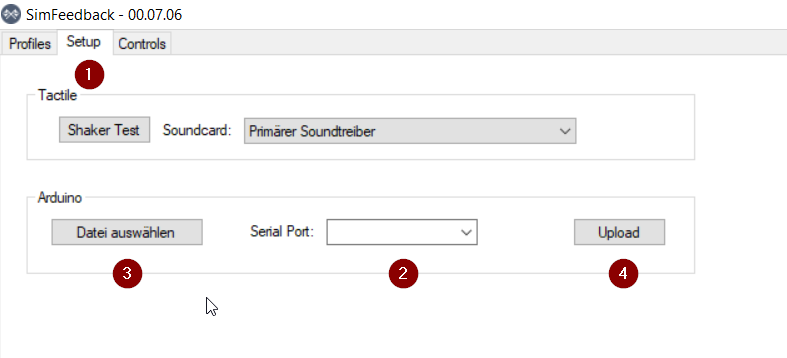 SimFeedback - 00.07.06
Profiles Setup Controls
1
Tactile
Shaker Test Soundcard: Primärer Soundtreiber
Arduino
Datei auswählen Serial Port: Upload
3 2 4